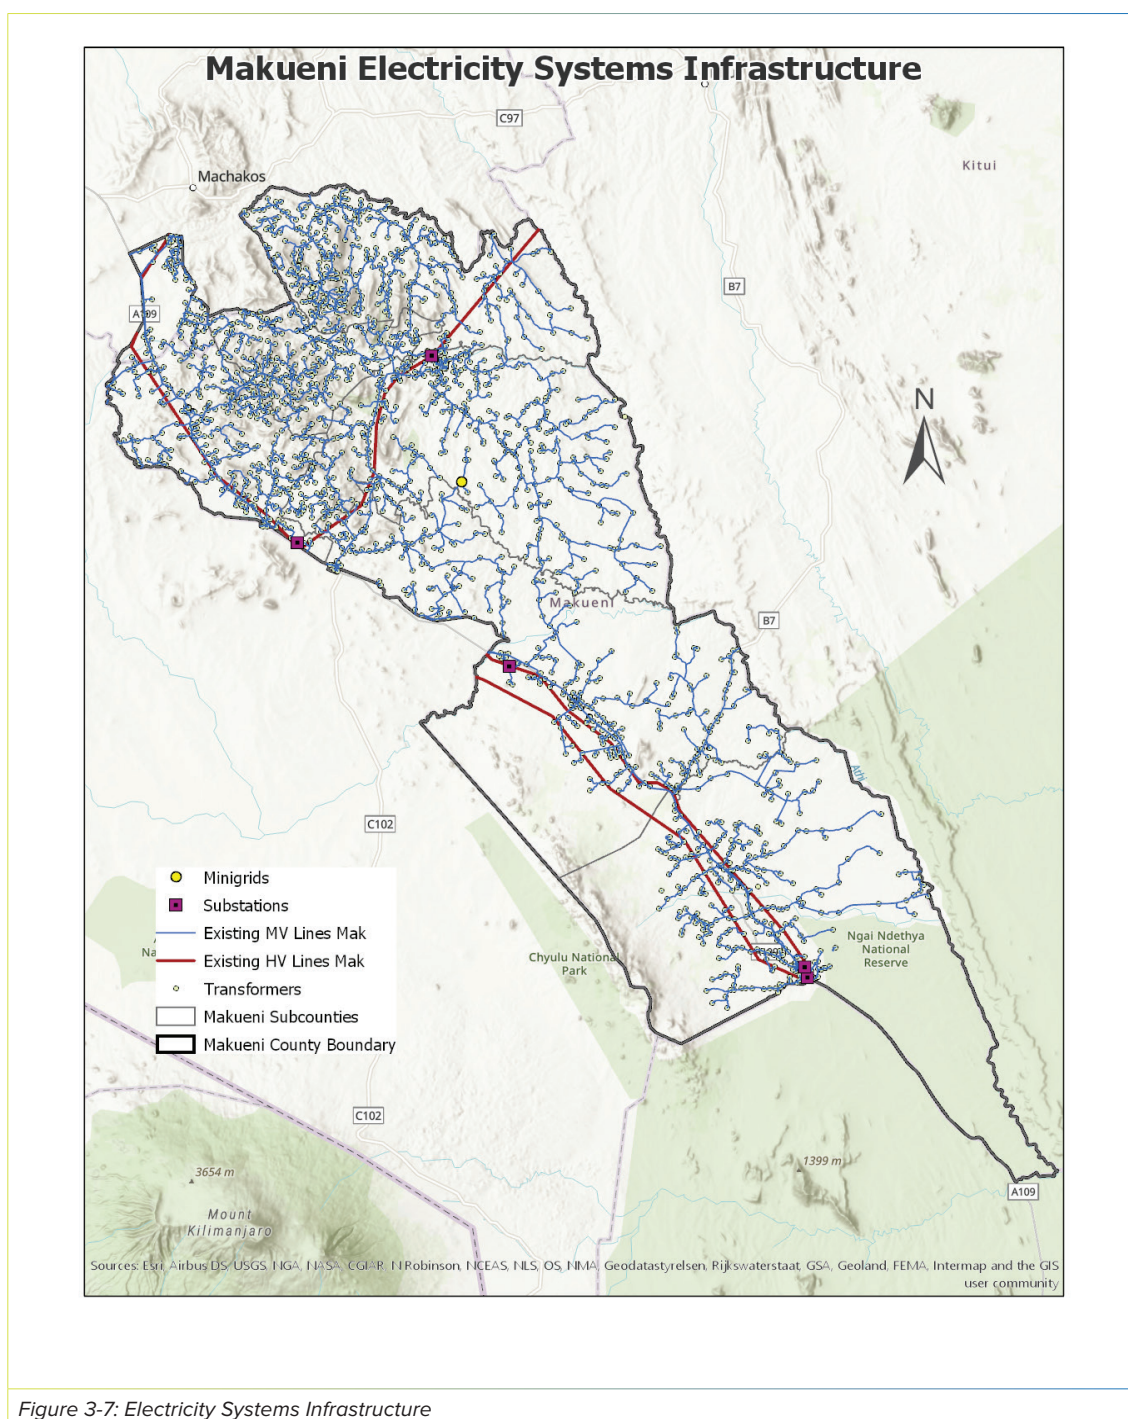 Makueni Electricity Systems Infrastructure
C97
Kitui
Machakos
B7
A109
N
Makueni
B7
Athi
C102
Minigrids
Substations
Existing MV Lines Mak
Existing HV Lines Mak
Transformers
Makueni Subcounties
Makueni County Boundary
Na
Chyulu National
Park
Ngai Ndethya
National
Reserve
C102
3654 m
Mount
Kilimanjaro
1399 m
A109
Sources: Esri, Airbus DS, USGS, NGA, NASA, CGIAR, N Robinson, NCEAS, NLS, OS, NMA, Geodatastyrelsen, Rijkswaterstaat, GSA, Geoland, FEMA, Intermap and the GIS
user community
Figure 3-7: Electricity Systems Infrastructure